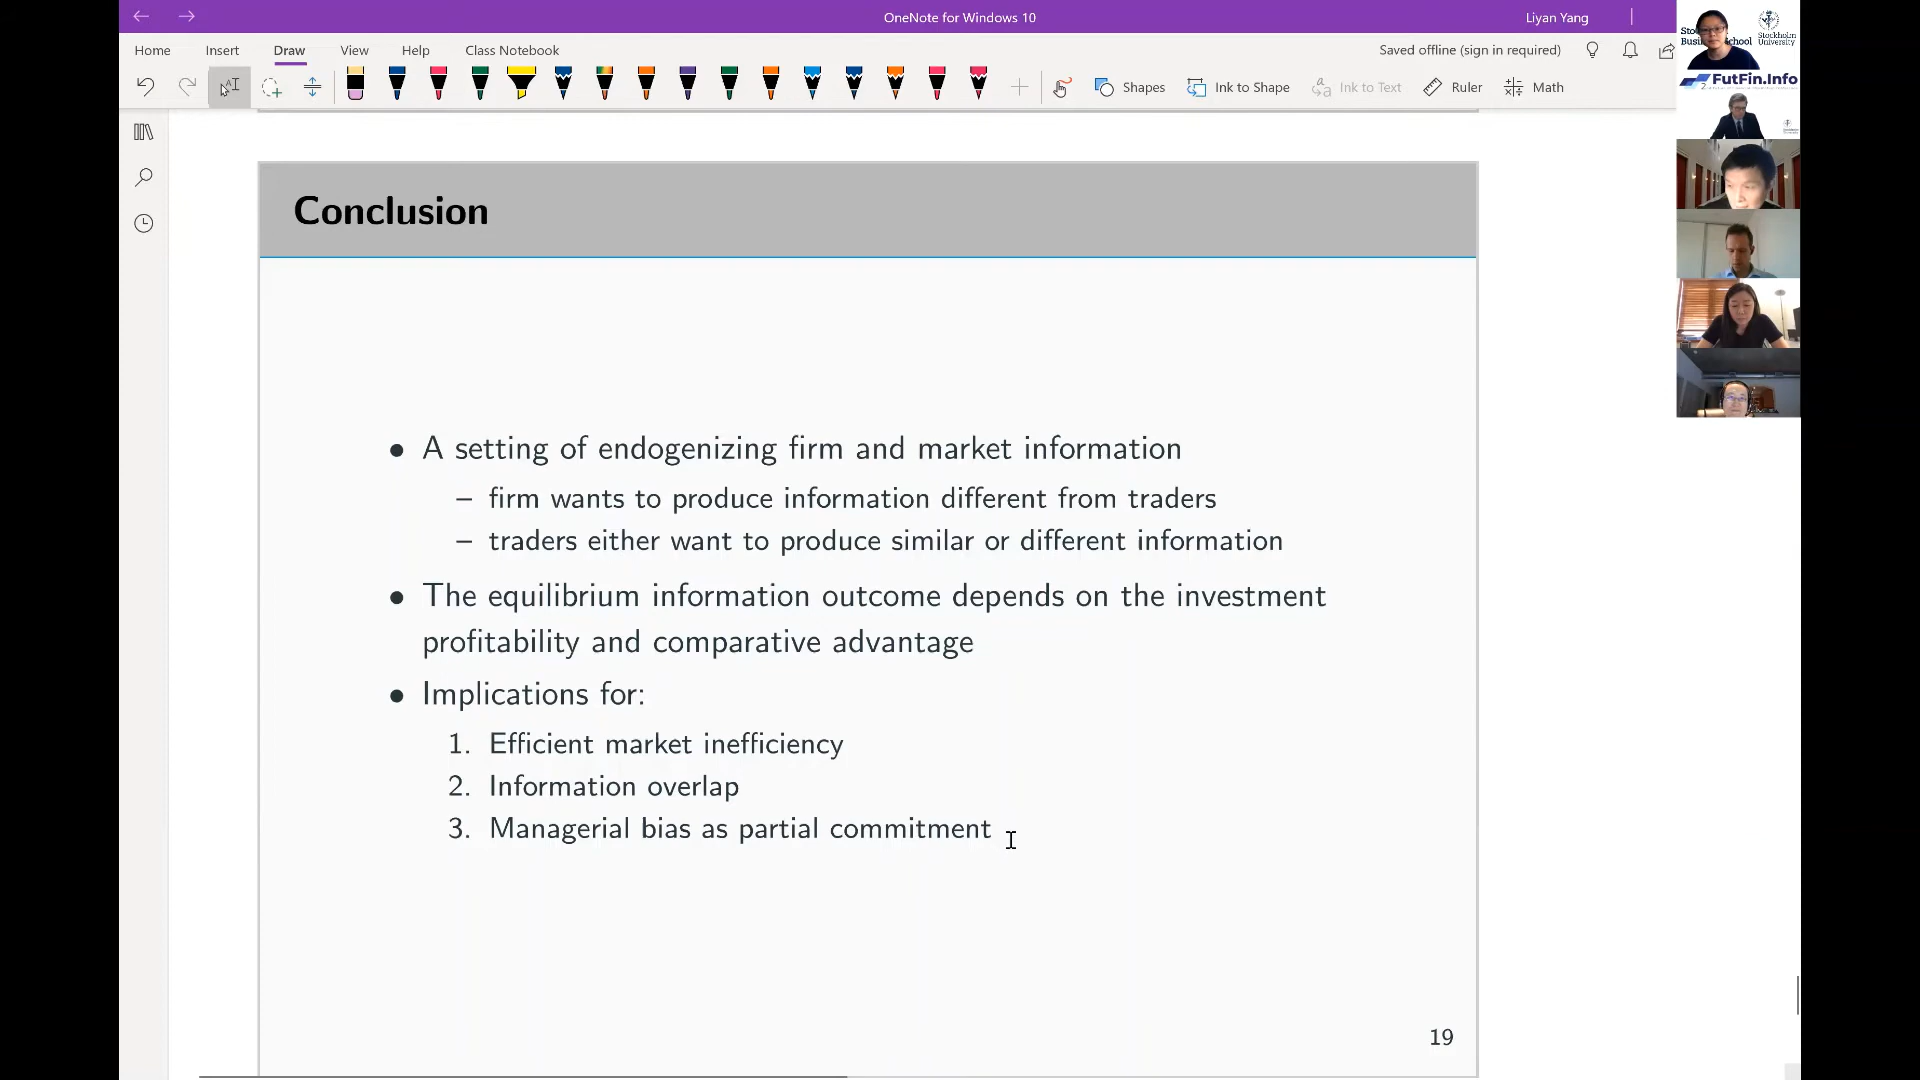 OneNote for Windows 10
Liyan Yang
Home
Insert
Draw
View
Help
Class Notebook
Saved offline (sign in required)
Shapes
Ink to Shape
Ink to Text
Ruler
Math
Stockholm
University
FutFin.Info
Conclusion
• A setting of endogenizing firm and market information
– firm wants to produce information different from traders
– traders either want to produce similar or different information
• The equilibrium information outcome depends on the investment
profitability and comparative advantage
• Implications for:
1. Efficient market inefficiency
2. Information overlap
3. Managerial bias as partial commitment
19